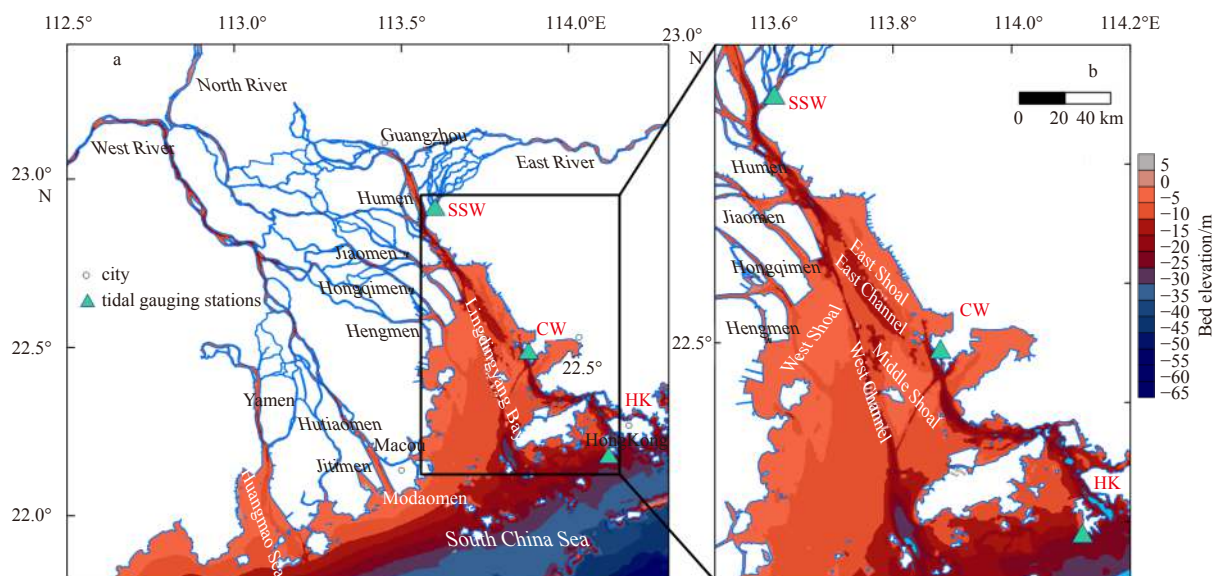 112.5° 113.0° 113.5° 114.0° 113.6° 113.8° 114.0° 114.2°E
23.0°
N
a
b
North River
SSW
0 20 40 km
West River
Guangzhou
East River
23.0°
N
Humen
SSW
Humen
Jiaomen
Jiaomen
East Shoal
East Channel
Hongqimen
Hongqimen
city
tidal gauging stations
Hengmen
Hengmen
Lingdingyang Bay
CW
CW
22.5°
22.5°
22.5°
West Shoal
West Channel
Middle Shoal
Yamen
Hutiaomen
Macou
HK
HongKong
Jitimen
Modaomen
Huangmao Sea
HK
22.0°
South China Sea
5
0
−5
−10
−15
−20
−25
−30
−35
−40
−45
−50
−55
−60
−65
Bed elevation/m